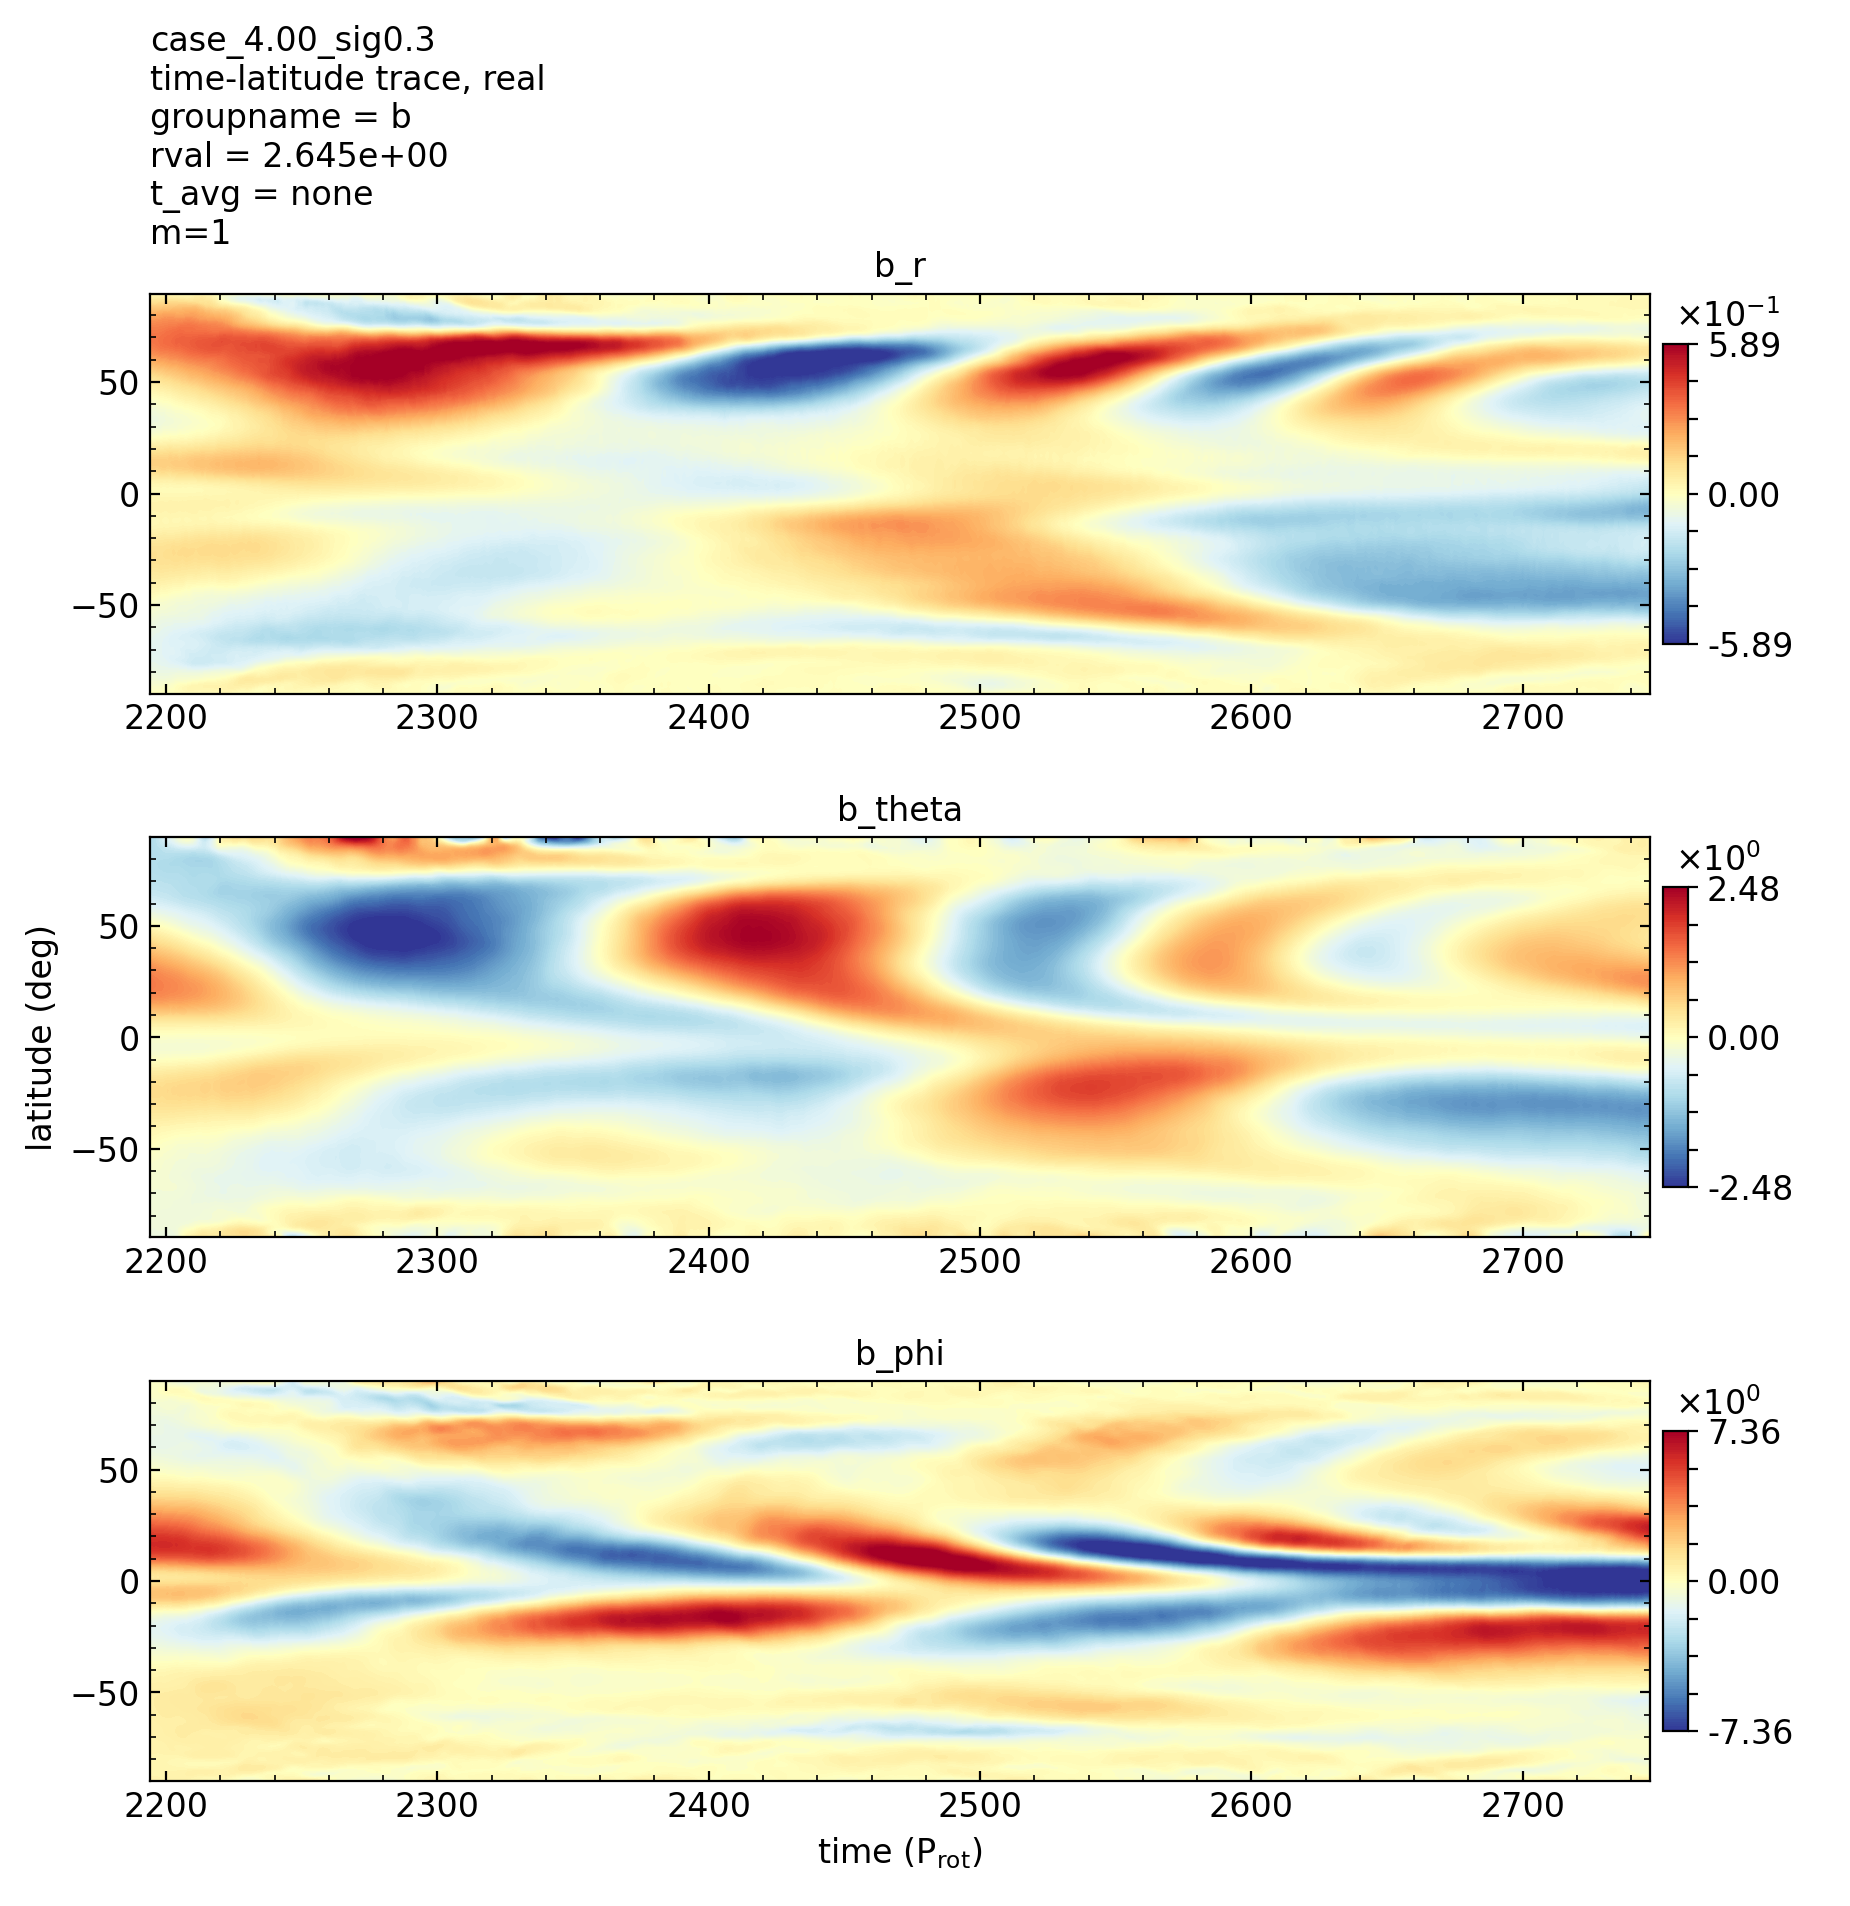 case_4.00_sig0.3
time-latitude trace, real
groupname = b
rval = 2.645e+00
t_avg = none
m=1
b_r
×10⁻¹
5.89
0.00
-5.89
50
0
−50
2200 2300 2400 2500 2600 2700
b_theta
×10⁰
2.48
0.00
-2.48
latitude (deg)
50
0
−50
2200 2300 2400 2500 2600 2700
b_phi
×10⁰
7.36
0.00
-7.36
50
0
−50
2200 2300 2400 2500 2600 2700
time (P_rot)